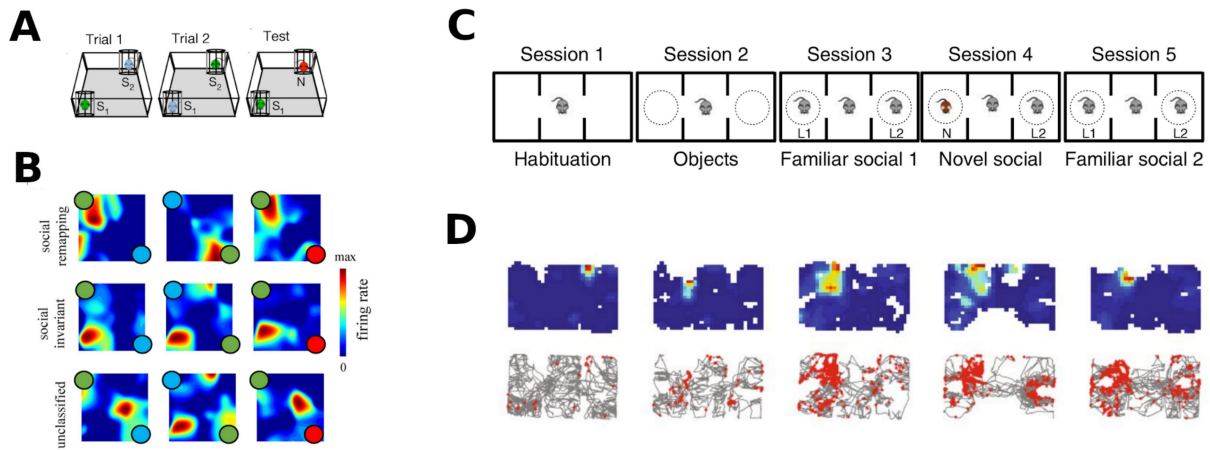 A
Trial 1 Trial 2 Test
S2 S2 N
S1 S1 S1
B
social remapping
social invariant
unclassified
max
firing rate
0
C
Session 1 Session 2 Session 3 Session 4 Session 5
L1 L2 N L2 L1 L2
Habituation Objects Familiar social 1 Novel social Familiar social 2
D